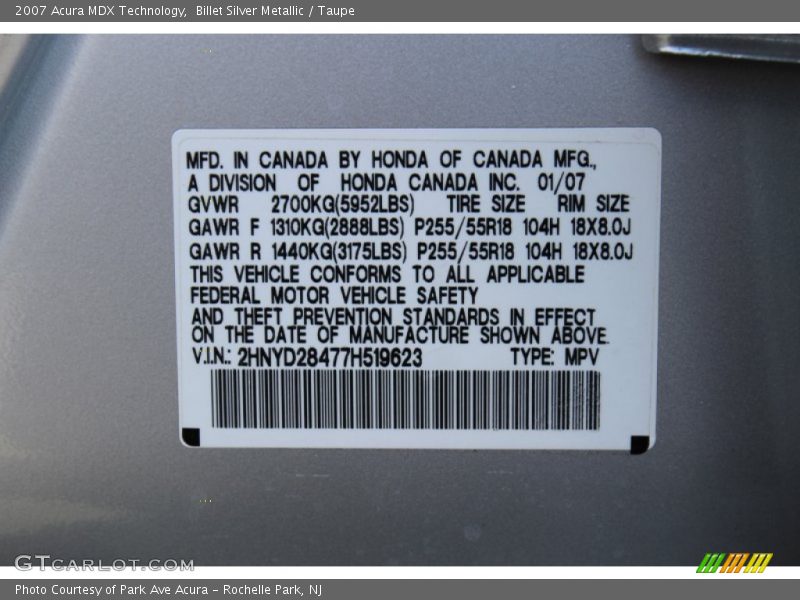 2007 Acura MDX Technology,  Billet Silver Metallic / Taupe
MFD. IN CANADA BY HONDA OF CANADA MFG.,
A DIVISION OF HONDA CANADA INC. 01/07
GVWR 2700KG(5952LBS) TIRE SIZE RIM SIZE
GAWR F 1310KG(2888LBS) P255/55R18 104H 18X8.0J
GAWR R 1440KG(3175LBS) P255/55R18 104H 18X8.0J
THIS VEHICLE CONFORMS TO ALL APPLICABLE
FEDERAL MOTOR VEHICLE SAFETY
AND THEFT PREVENTION STANDARDS IN EFFECT
ON THE DATE OF MANUFACTURE SHOWN ABOVE.
V.I.N.: 2HNYD28477H519623 TYPE: MPV
GTCARLOT.COM
Photo Courtesy of Park Ave Acura - Rochelle Park, NJ